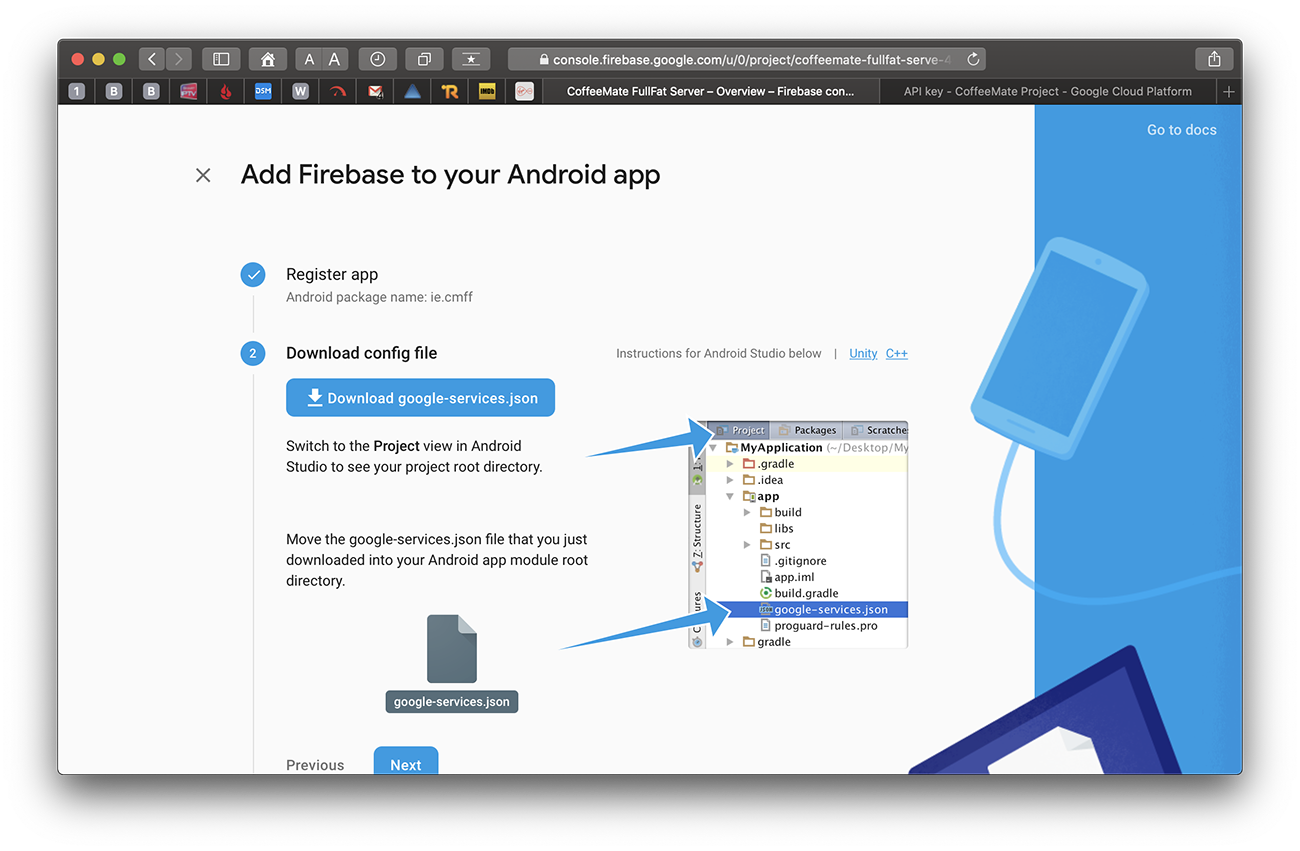 A A
console.firebase.google.com/u/0/project/coffeemate-fullfat-serve-4
1 B B DSM W TR IMDb
CoffeeMate FullFat Server – Overview – Firebase con...
API key - CoffeeMate Project - Google Cloud Platform
Go to docs
Add Firebase to your Android app
Register app
Android package name: ie.cmff
2 Download config file
Instructions for Android Studio below | Unity C++
Download google-services.json
Switch to the Project view in Android
Studio to see your project root directory.
Move the google-services.json file that you just
downloaded into your Android app module root
directory.
google-services.json
Project Packages Scratches
MyApplication (~/Desktop/My
.gradle
.idea
app
build
libs
src
.gitignore
app.iml
build.gradle
google-services.json
proguard-rules.pro
gradle
Z: Structure
Previous Next